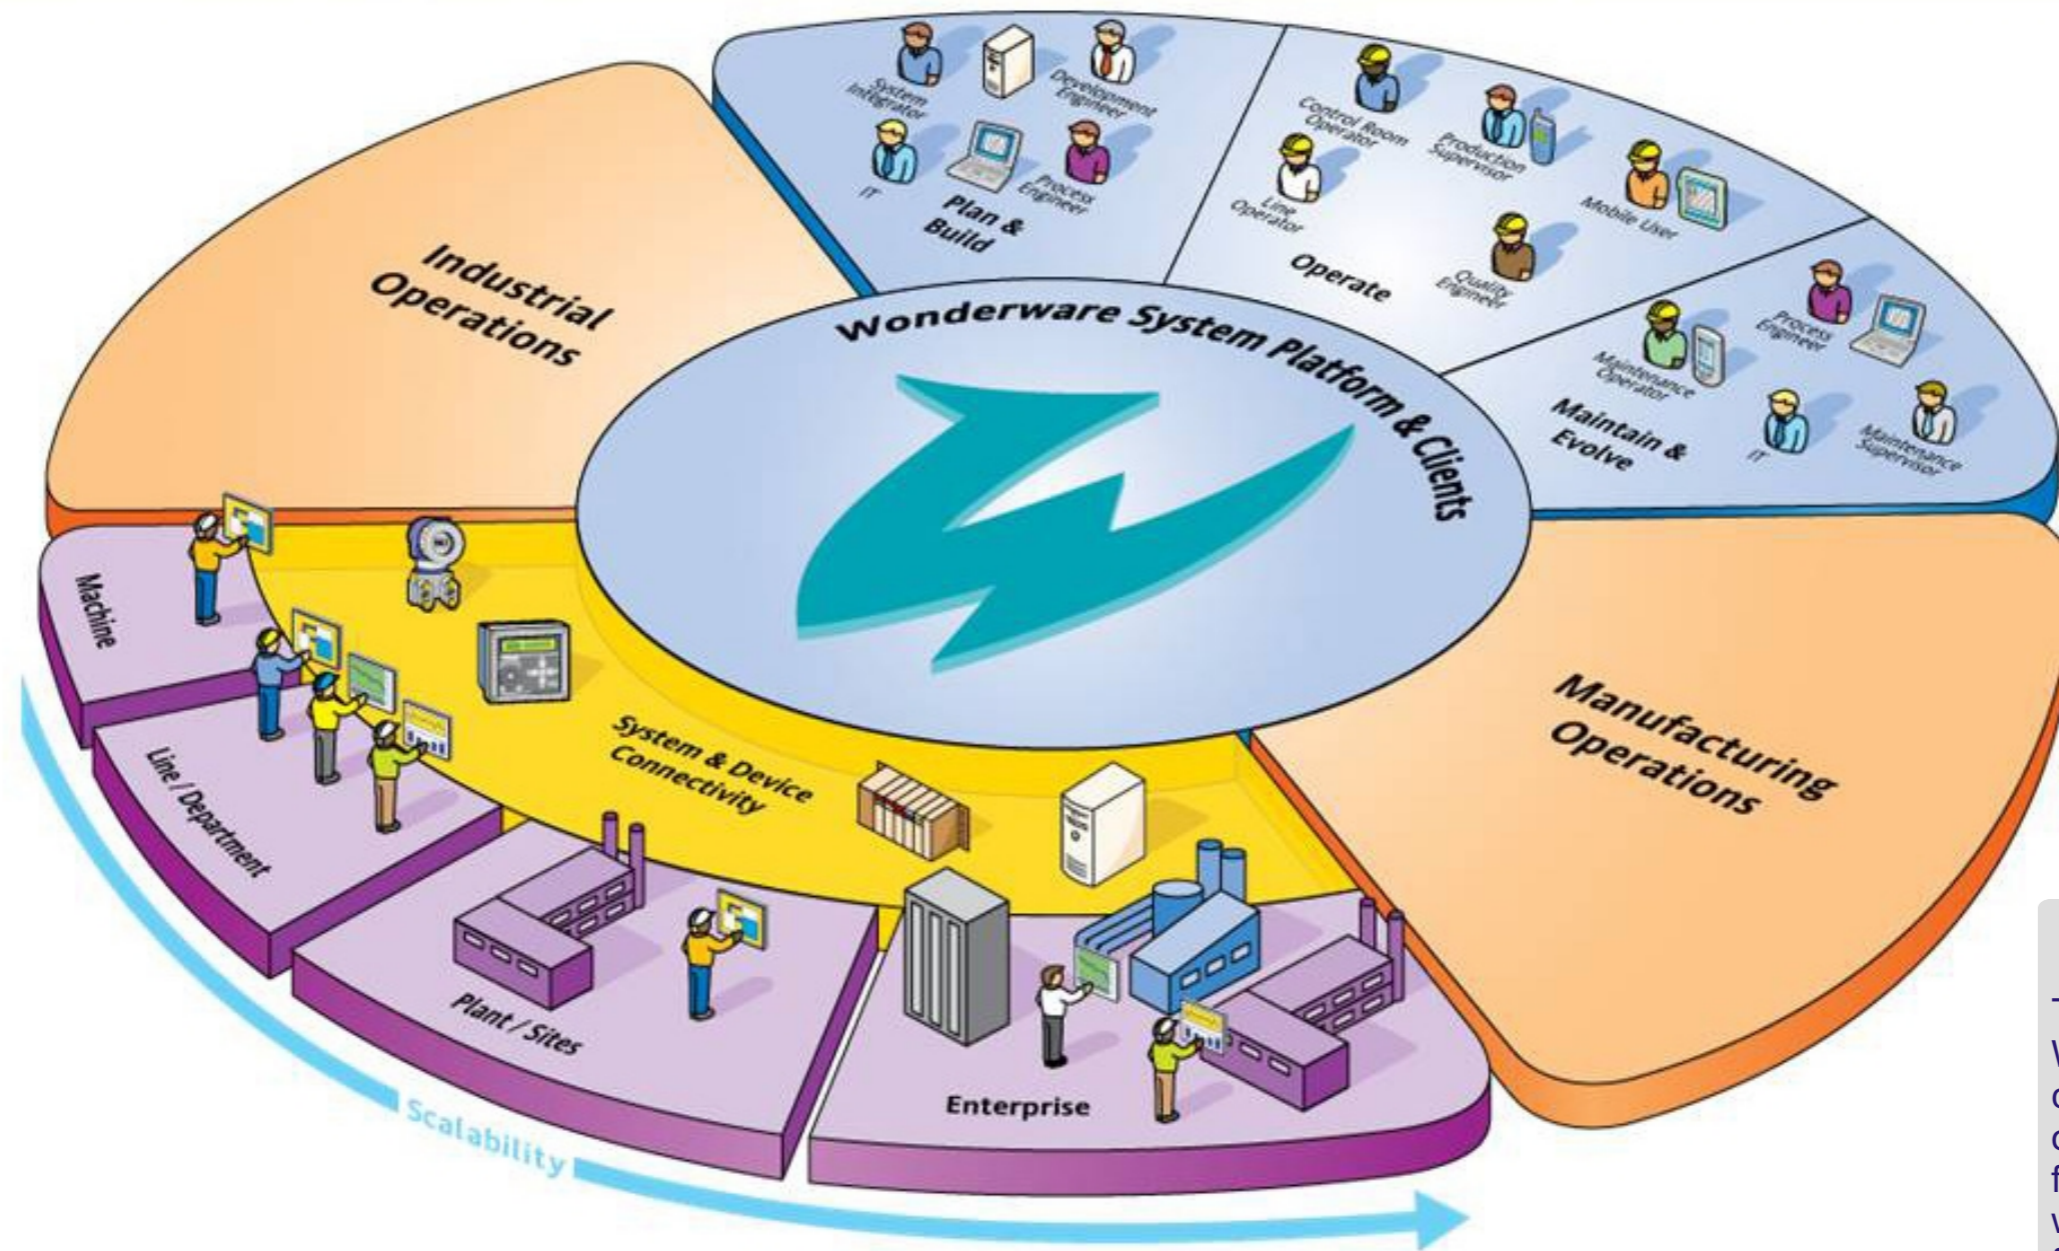 System
Integrator
Development
Engineer
IT
Process
Engineer
Plan &
Build
Control Room
Operator
Production
Supervisor
Line
Operator
Mobile User
Quality
Engineer
Operate
Process
Engineer
Maintenance
Operator
IT
Maintenance
Supervisor
Maintain &
Evolve
Industrial
Operations
Wonderware System Platform & Clients
Manufacturing
Operations
System & Device
Connectivity
Machine
Line / Department
Plant / Sites
Enterprise
Scalability